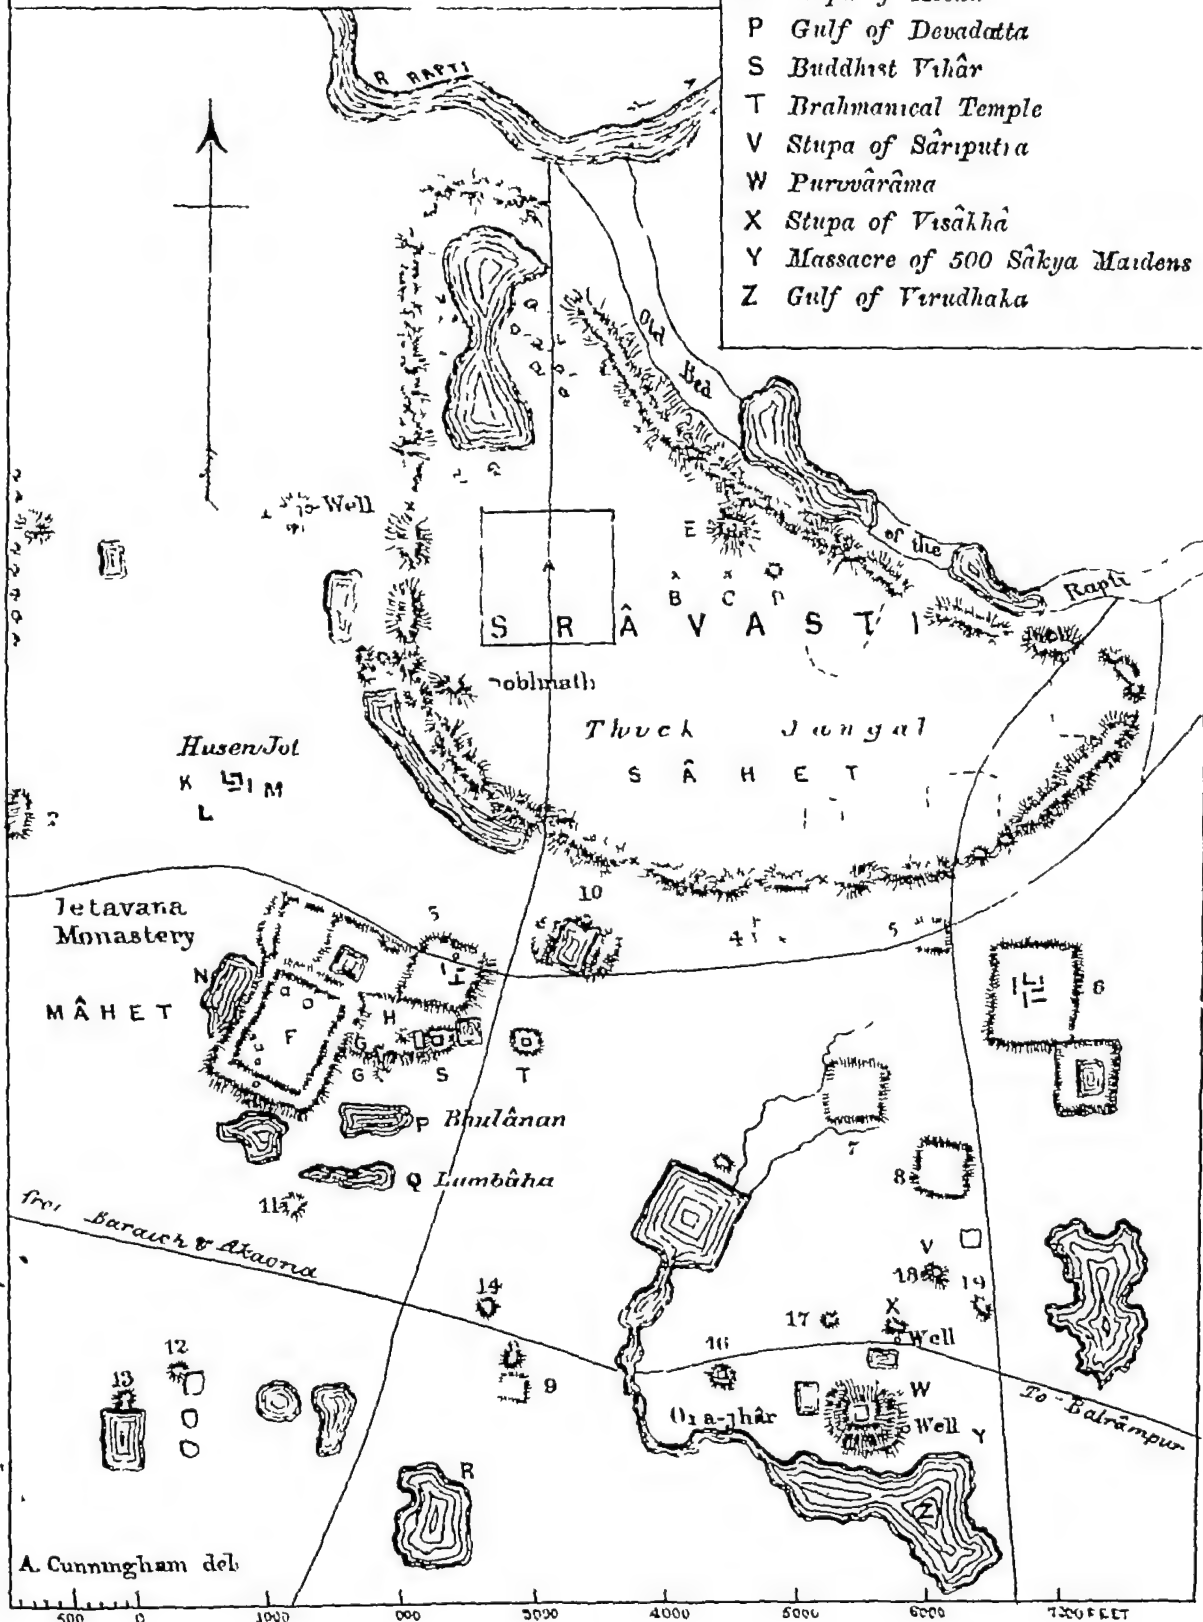 P Gulf of Devadatta
S Buddhist Vihâr
T Brahmanical Temple
V Stupa of Sâriputra
W Purvvârâma
X Stupa of Visâkhâ
Y Massacre of 500 Sâkya Maidens
Z Gulf of Virudhaka
R RAPTI
Old Bed of the Rapti
Well
E
A
B C D
SRÂVASTI
Thick Jangal
SÂHET
Husen Jot
K I M
L
Jetavana
Monastery
MÂHET
10
5
4
5
6
N
H
F
G
G S T
P Bhulânan
7
8
Q Lumbâha
11
Baraich & Akaona
V
14
18
19
17
X
Well
16
12
13
9
W
Well
Y
To Balrâmpur
R
Z
A. Cunningham del
500 0 1000 3000 4000 5000 6000 FEET